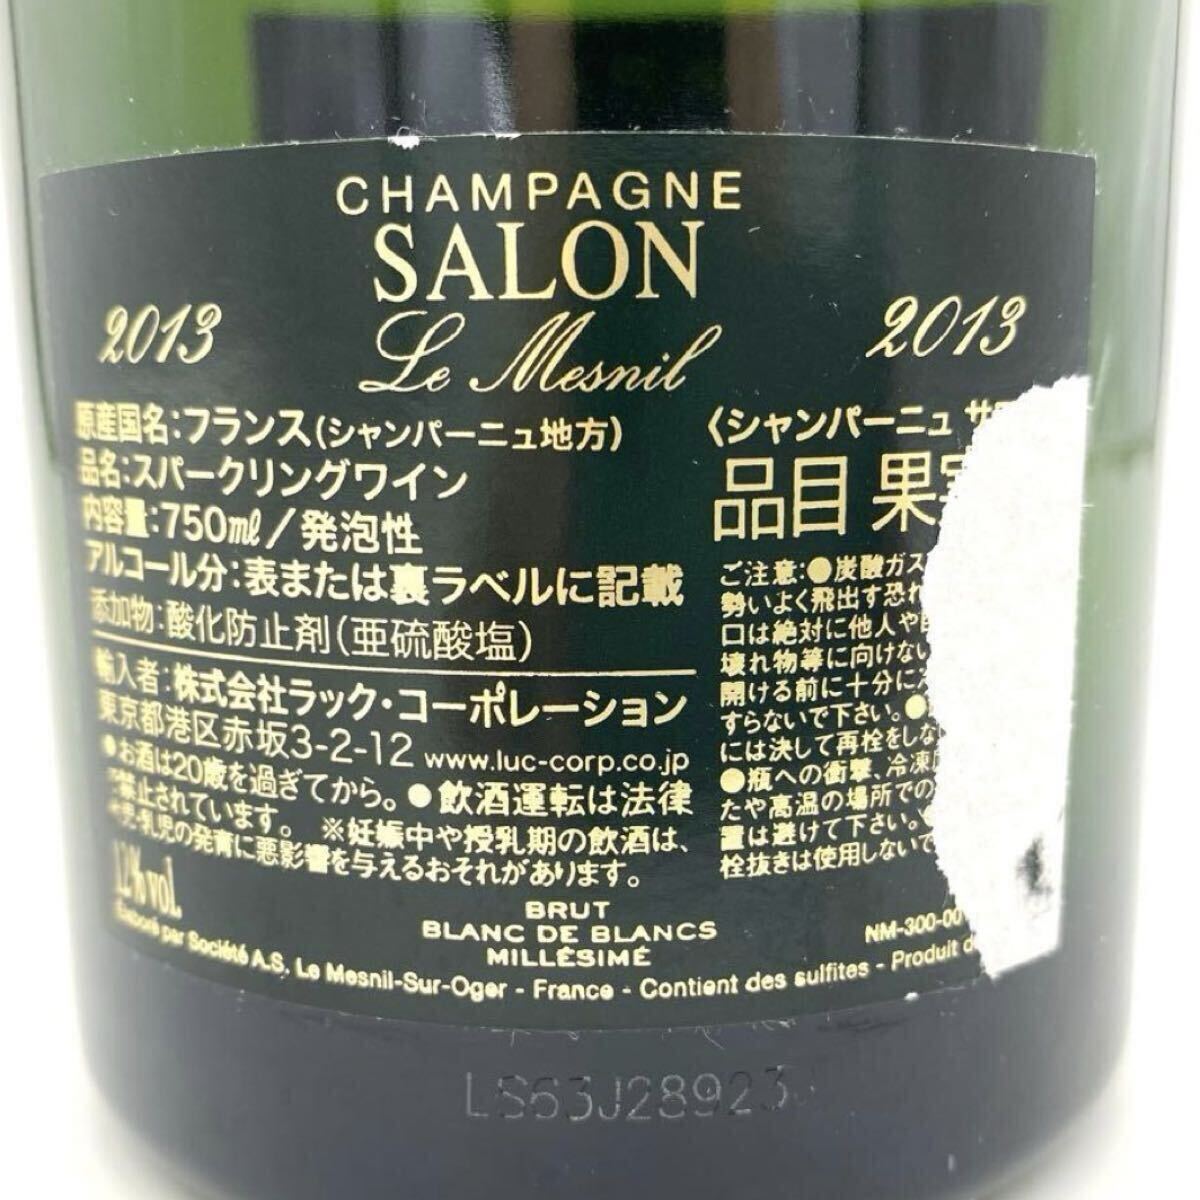 CHAMPAGNE
SALON
2013 Le Mesnil 2013
原産国名:フランス(シャンパーニュ地方)
品名:スパークリングワイン
内容量:750㎖/発泡性
アルコール分:表または裏ラベルに記載
添加物:酸化防止剤(亜硫酸塩)
輸入者:株式会社ラック・コーポレーション
東京都港区赤坂3-2-12 www.luc-corp.co.jp
●お酒は20歳を過ぎてから。●飲酒運転は法律
で禁止されています。 ※妊娠中や授乳期の飲酒は、
胎児・乳児の発育に悪影響を与えるおそれがあります。
〈シャンパーニュ サ
品目 果
ご注意:●炭酸ガス
勢いよく飛出す恐れ
口は絶対に他人や
壊れ物等に向けない
開ける前に十分に
すらないで下さい。●
には決して再栓をしな
●瓶への衝撃、冷凍
たや高温の場所での
置は避けて下さい。
栓抜きは使用しないで
12% vol.
BRUT
BLANC DE BLANCS
MILLÉSIMÉ
NM-300-00
Élaboré par Société A.S. Le Mesnil-Sur-Oger - France - Contient des sulfites - Produit d
LS63J28923